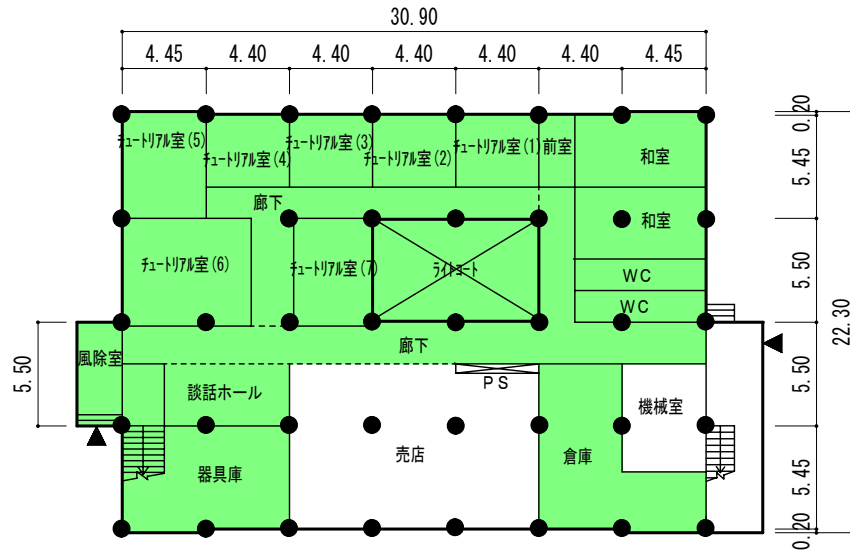 30.90
4.45 4.40 4.40 4.40 4.40 4.40 4.45
0.20
チュートリアル室(5)
チュートリアル室(4)
チュートリアル室(3)
チュートリアル室(2)
チュートリアル室(1)
前室
和室
5.45
廊下
和室
チュートリアル室(6)
チュートリアル室(7)
ライトコート
WC
5.50
WC
22.30
風除室
廊下
5.50
PS
談話ホール
機械室
5.50
売店
倉庫
器具庫
5.45
0.20